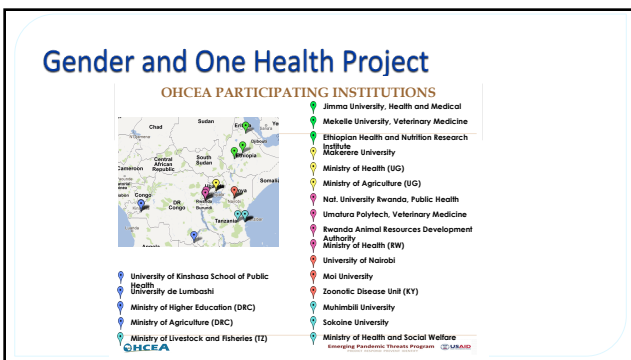 Gender and One Health Project
OHCEA PARTICIPATING INSTITUTIONS
Jimma University, Health and Medical
Mekelle University, Veterinary Medicine
Ethiopian Health and Nutrition Research
Institute
Makerere University
Ministry of Health (UG)
Ministry of Agriculture (UG)
Nat. University Rwanda, Public Health
Umatura Polytech, Veterinary Medicine
Rwanda Animal Resources Development
Authority
Ministry of Health (RW)
University of Nairobi
Moi University
Zoonotic Disease Unit (KY)
Muhimbili University
Sokoine University
Ministry of Health and Social Welfare
Chad
Sudan
Djibouti
Ethiopia
Central
African
Republic
South
Sudan
Cameroon
Somali
Congo
DR
Congo
Rwanda
Burundi
Tanzania
Angola
University of Kinshasa School of Public
Health
Universite de Lumbashi
Ministry of Higher Education (DRC)
Ministry of Agriculture (DRC)
Ministry of Livestock and Fisheries (TZ)
OHCEA
Emerging Pandemic Threats Program
USAID